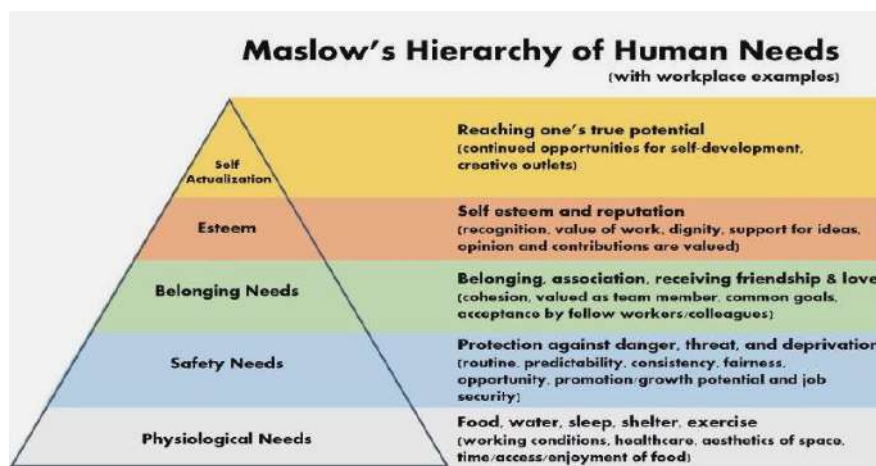 Maslow's Hierarchy of Human Needs
(with workplace examples)
Self
Actualization
Reaching one's true potential
(continued opportunities for self-development,
creative outlets)
Esteem
Self esteem and reputation
(recognition, value of work, dignity, support for ideas,
opinion and contributions are valued)
Belonging Needs
Belonging, association, receiving friendship & love
(cohesion, valued as team member, common goals,
acceptance by fellow workers/colleagues)
Safety Needs
Protection against danger, threat, and deprivation
(routine, predictability, consistency, fairness,
opportunity, promotion/growth potential and job
security)
Physiological Needs
Food, water, sleep, shelter, exercise
(working conditions, healthcare, aesthetics of space,
time/access/enjoyment of food)